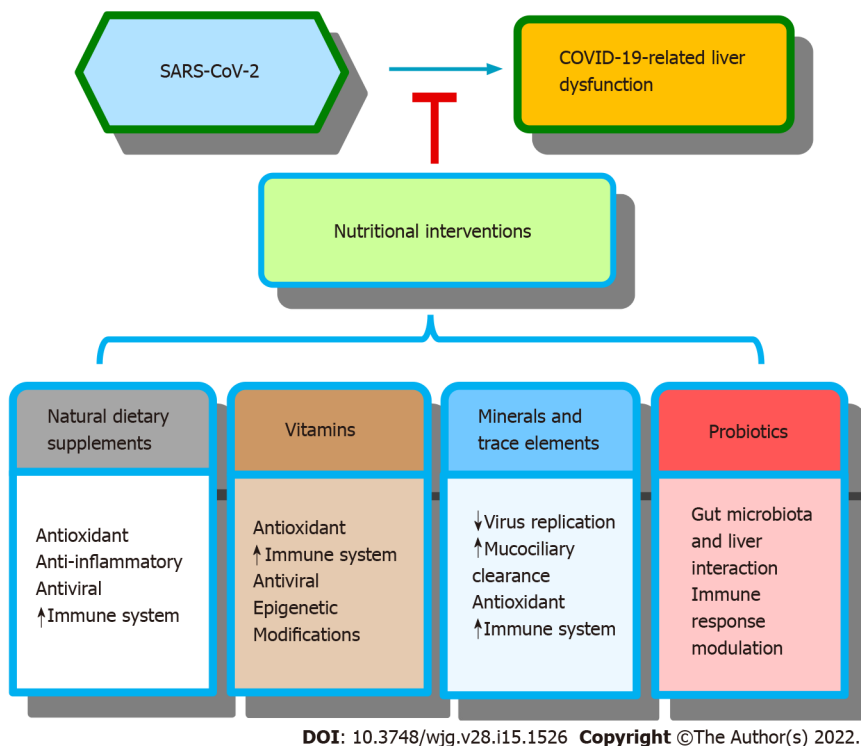 SARS-CoV-2
COVID-19-related liver
dysfunction
Nutritional interventions
Natural dietary
supplements
Antioxidant
Anti-inflammatory
Antiviral
↑Immune system
Vitamins
Antioxidant
↑Immune system
Antiviral
Epigenetic
Modifications
Minerals and
trace elements
↓Virus replication
↑Mucociliary
clearance
Antioxidant
↑Immune system
Probiotics
Gut microbiota
and liver
interaction
Immune
response
modulation
DOI: 10.3748/wjg.v28.i15.1526 Copyright ©The Author(s) 2022.